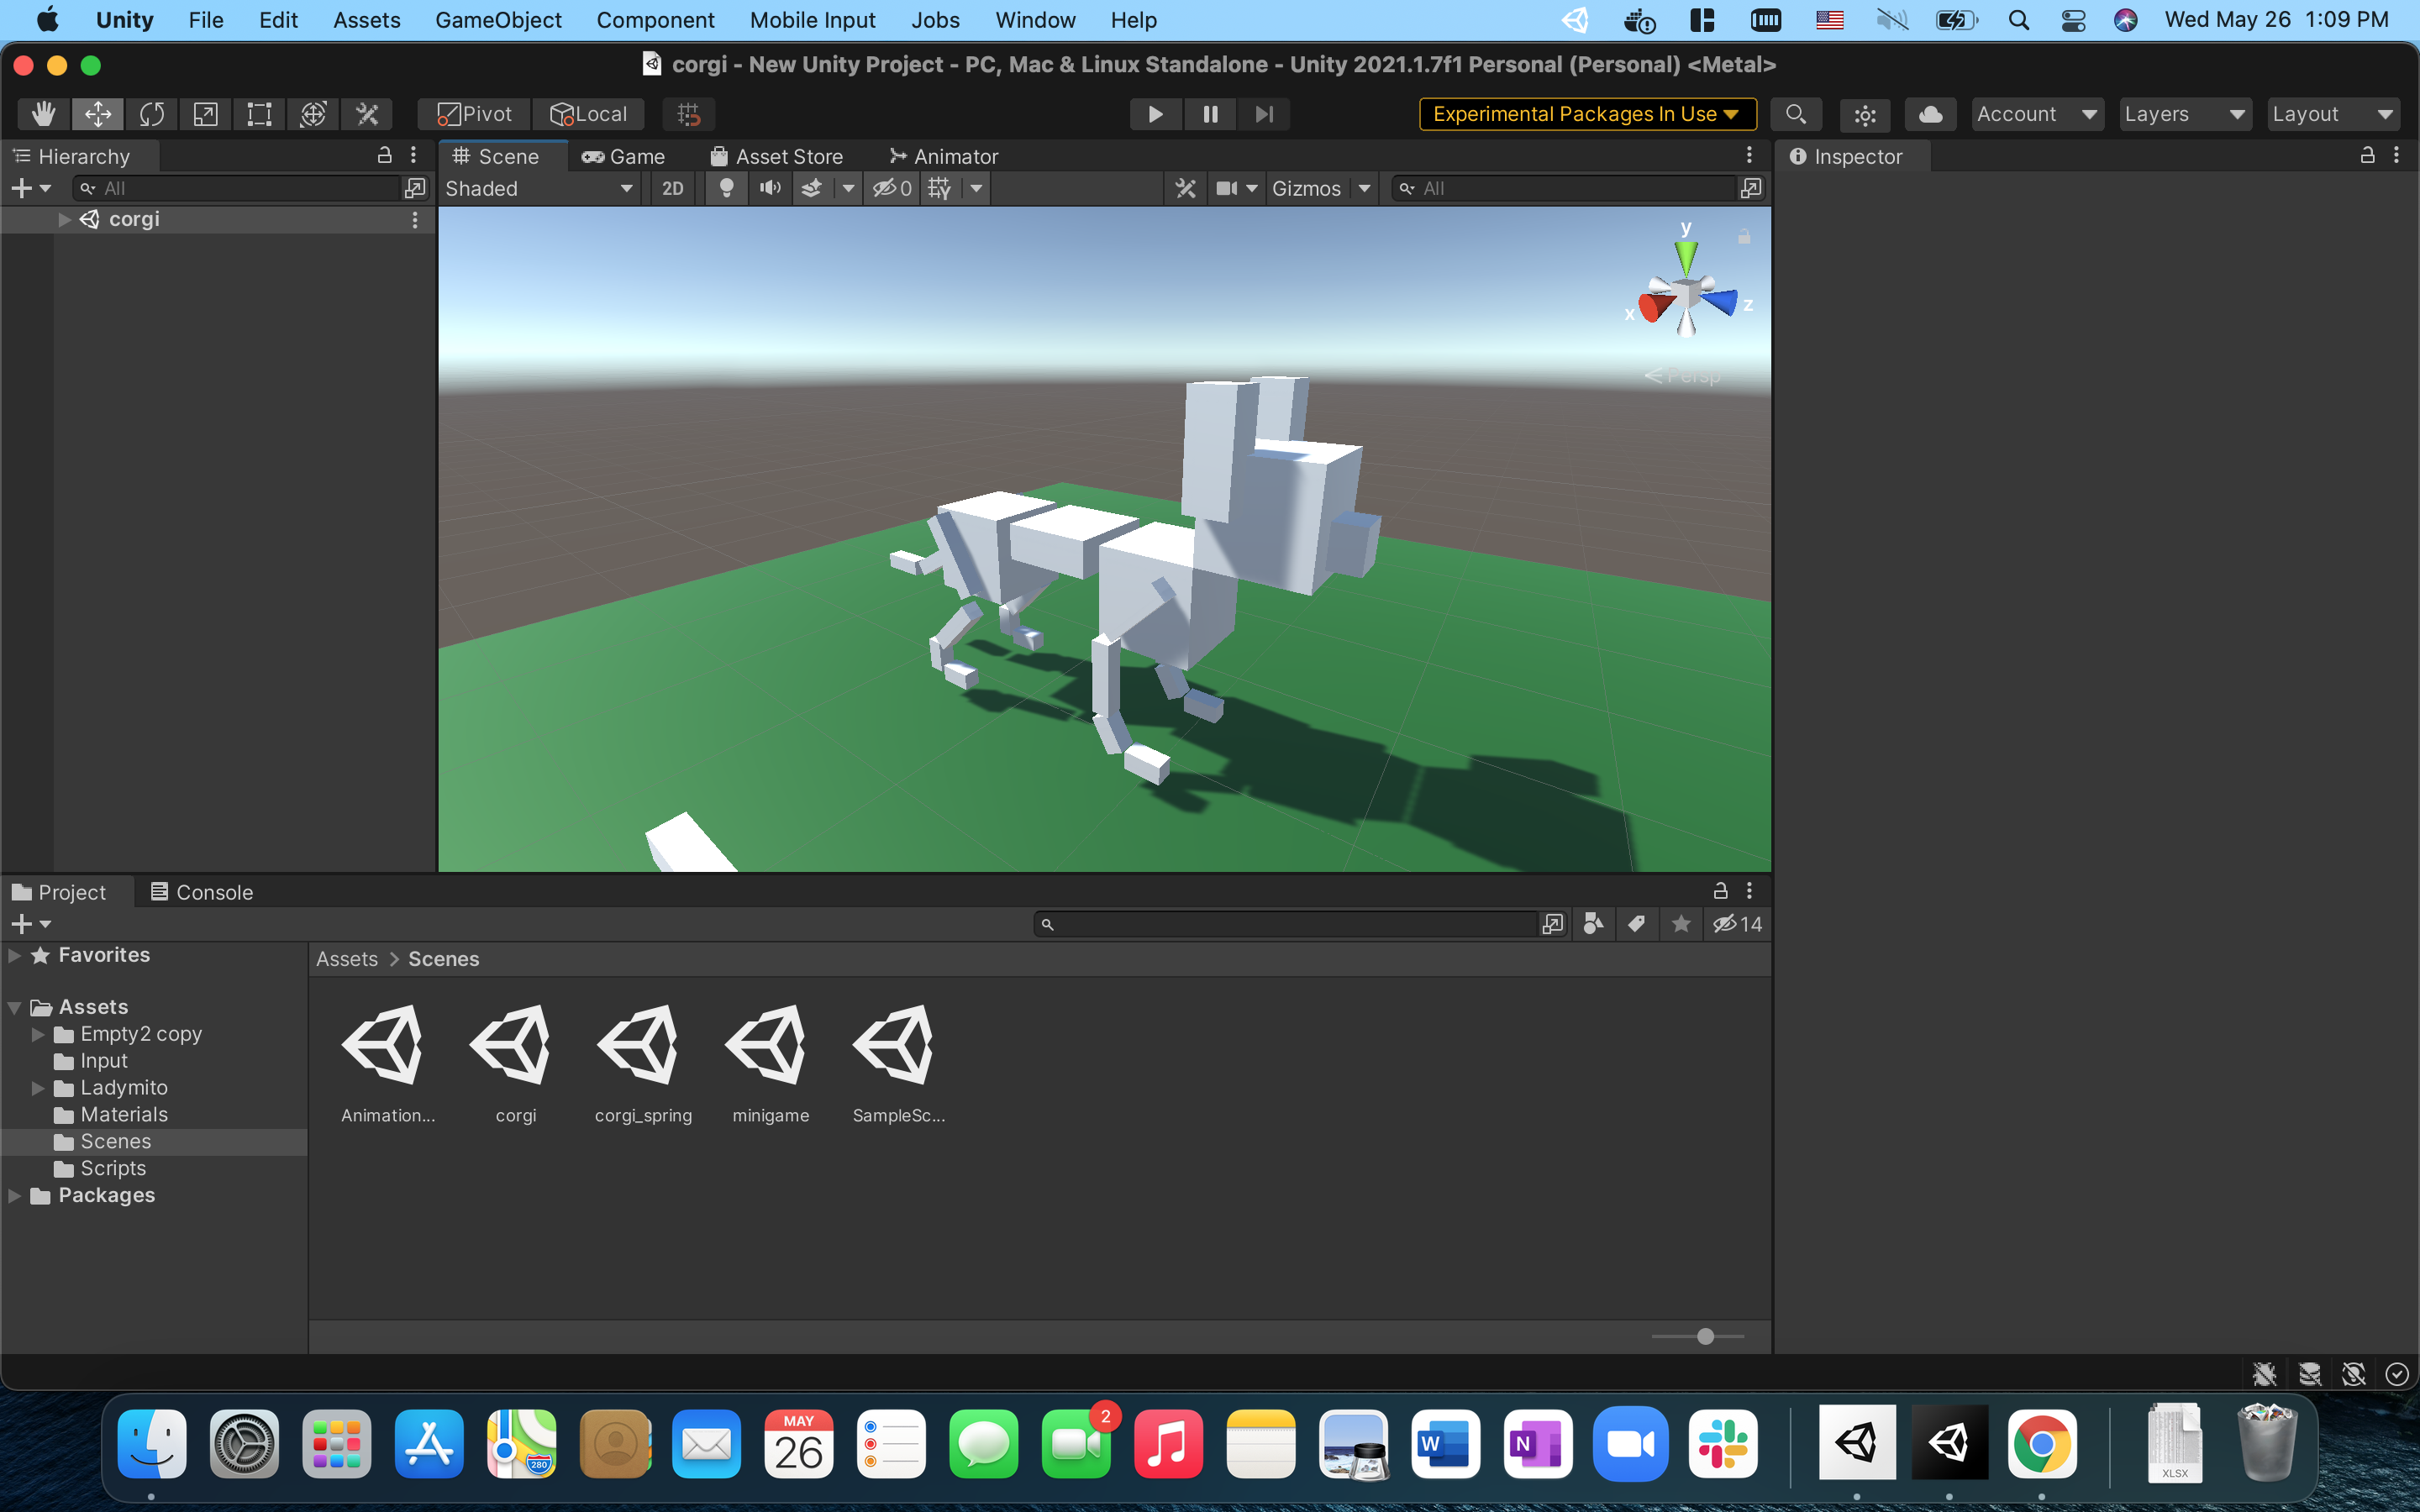 Unity File Edit Assets GameObject Component Mobile Input Jobs Window Help Wed May 26 1:09 PM
corgi - New Unity Project - PC, Mac & Linux Standalone - Unity 2021.1.7f1 Personal (Personal) <Metal>
Pivot Local Experimental Packages In Use Account Layers Layout
Hierarchy Scene Game Asset Store Animator Inspector
All Shaded 2D 0 Gizmos All
corgi
y
x z
Persp
Project Console
14
Favorites Assets > Scenes
Assets
Empty2 copy
Input
Ladymito
Materials
Scenes
Scripts
Packages
Animation... corgi corgi_spring minigame SampleSc...
MAY
26
2
280
W
N
XLSX